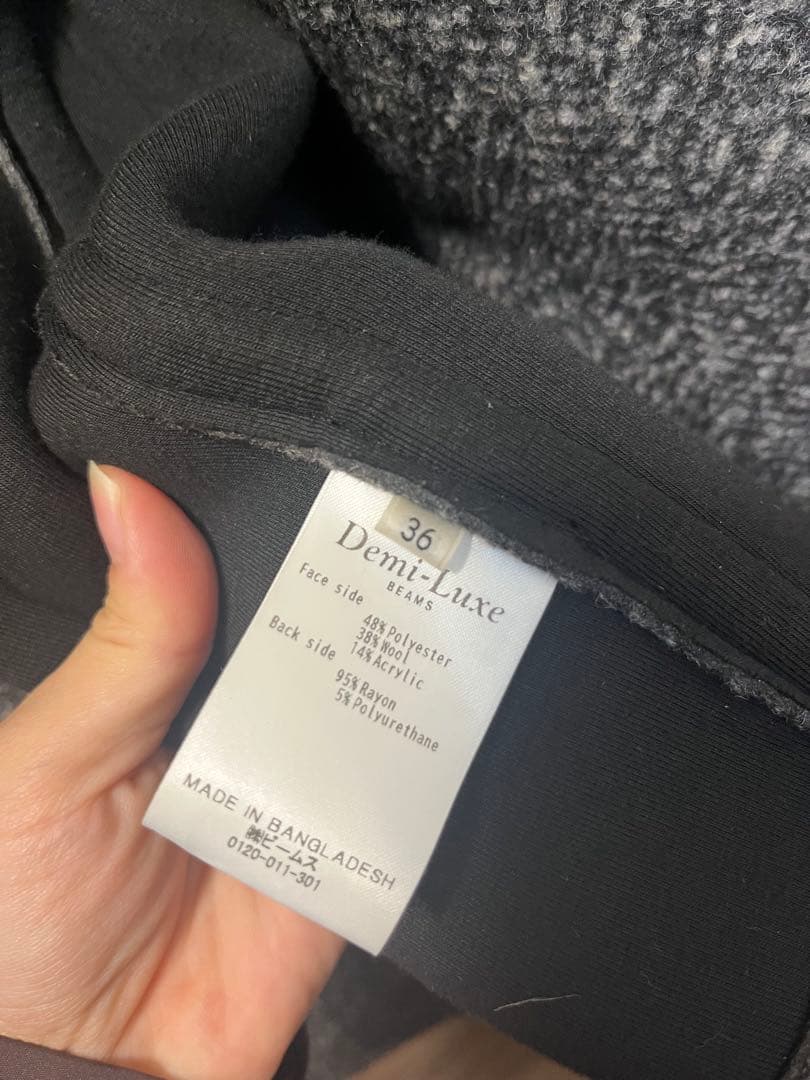 36
Demi-Luxe
BEAMS
Face side
48%Polyester
38%Wool
14%Acrylic
Back side
95%Rayon
5%Polyurethane
MADE IN BANGLADESH
㈱ビームス
0120-011-301